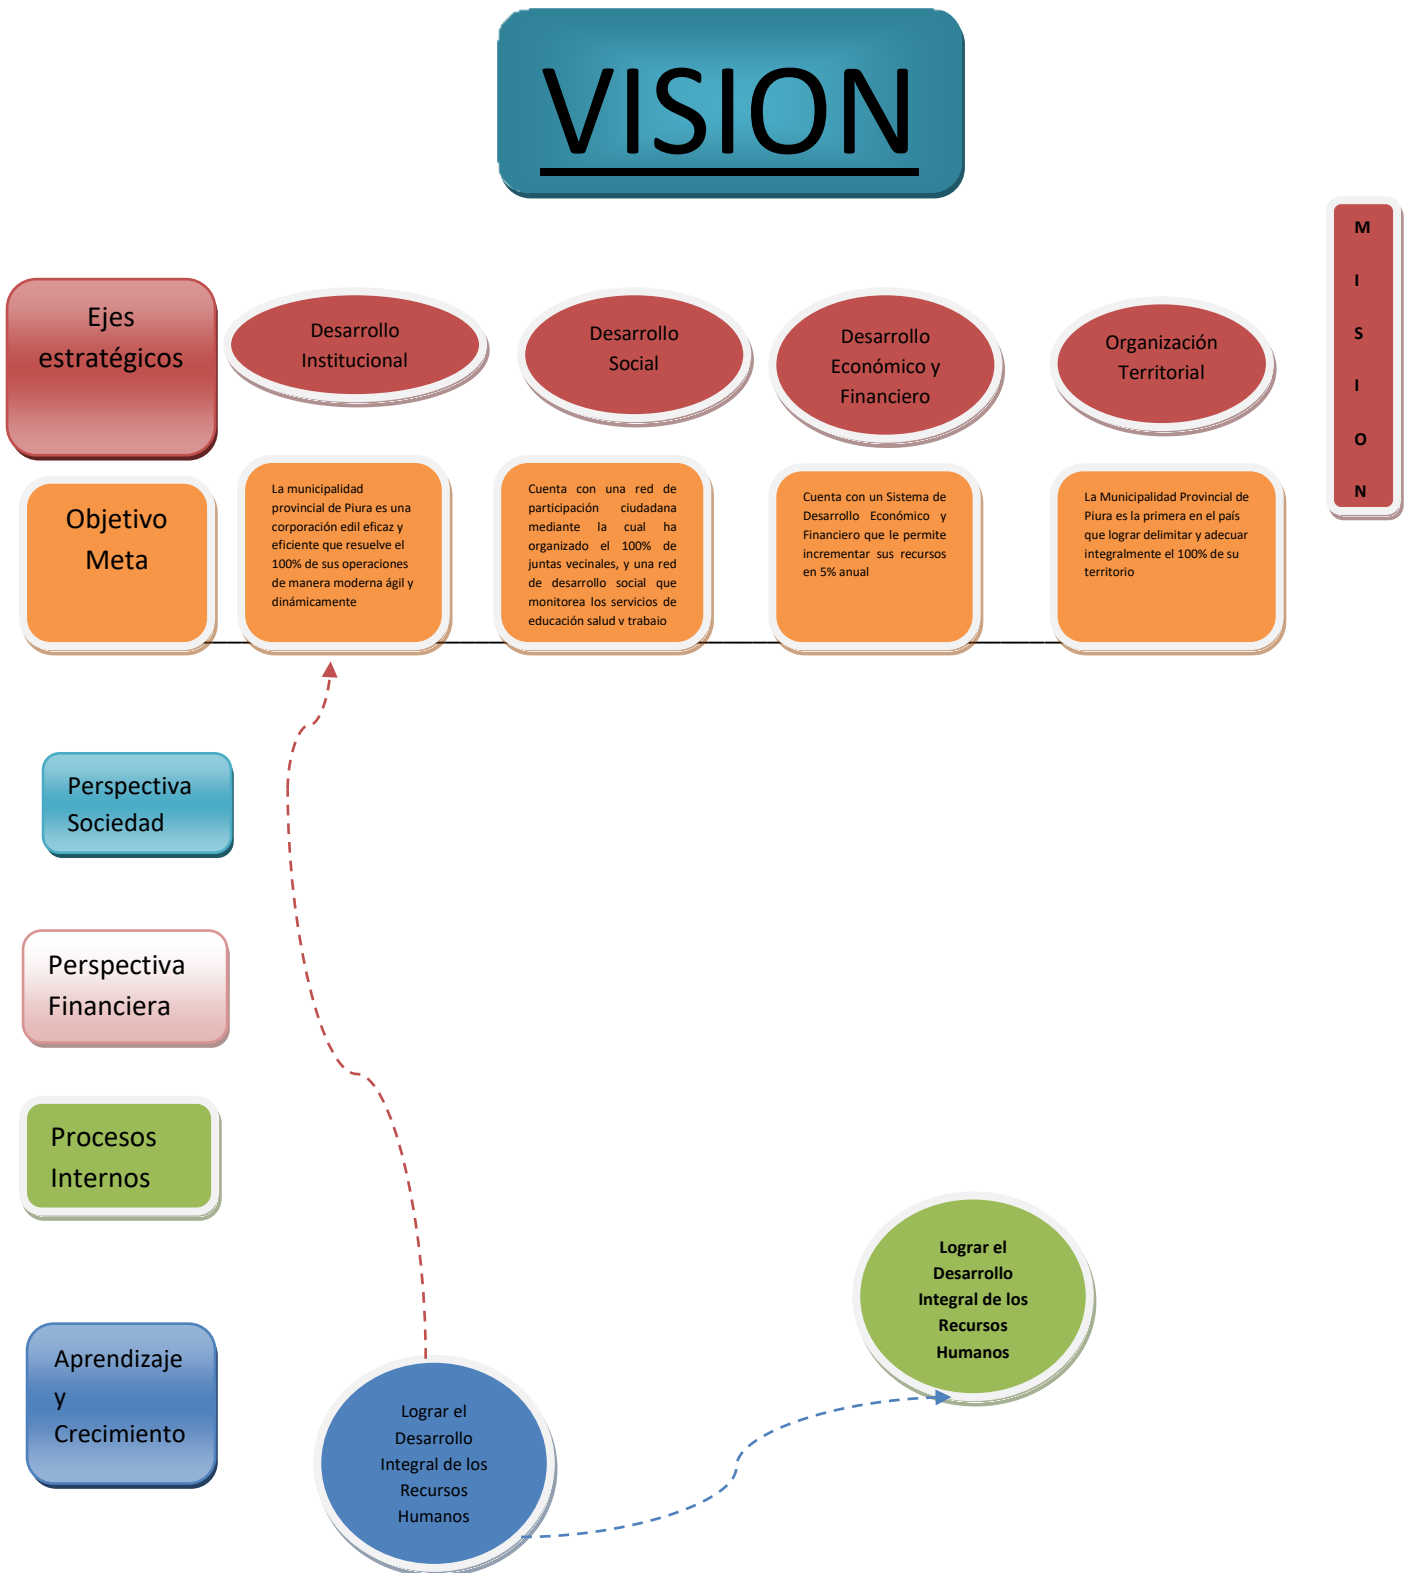 VISION
M
I
S
I
O
N
Ejes
estratégicos
Desarrollo
Institucional
Desarrollo
Social
Desarrollo
Económico y
Financiero
Organización
Territorial
Objetivo
Meta
La municipalidad
provincial de Piura es una
corporación edil eficaz y
eficiente que resuelve el
100% de sus operaciones
de manera moderna ágil y
dinámicamente
Cuenta con una red de
participación ciudadana
mediante la cual ha
organizado el 100% de
juntas vecinales, y una red
de desarrollo social que
monitorea los servicios de
educación salud y trabajo
Cuenta con un Sistema de
Desarrollo Económico y
Financiero que le permite
incrementar sus recursos
en 5% anual
La Municipalidad Provincial de
Piura es la primera en el país
que lograr delimitar y adecuar
integralmente el 100% de su
territorio
Perspectiva
Sociedad
Perspectiva
Financiera
Procesos
Internos
Lograr el
Desarrollo
Integral de los
Recursos
Humanos
Aprendizaje
y
Crecimiento
Lograr el
Desarrollo
Integral de los
Recursos
Humanos